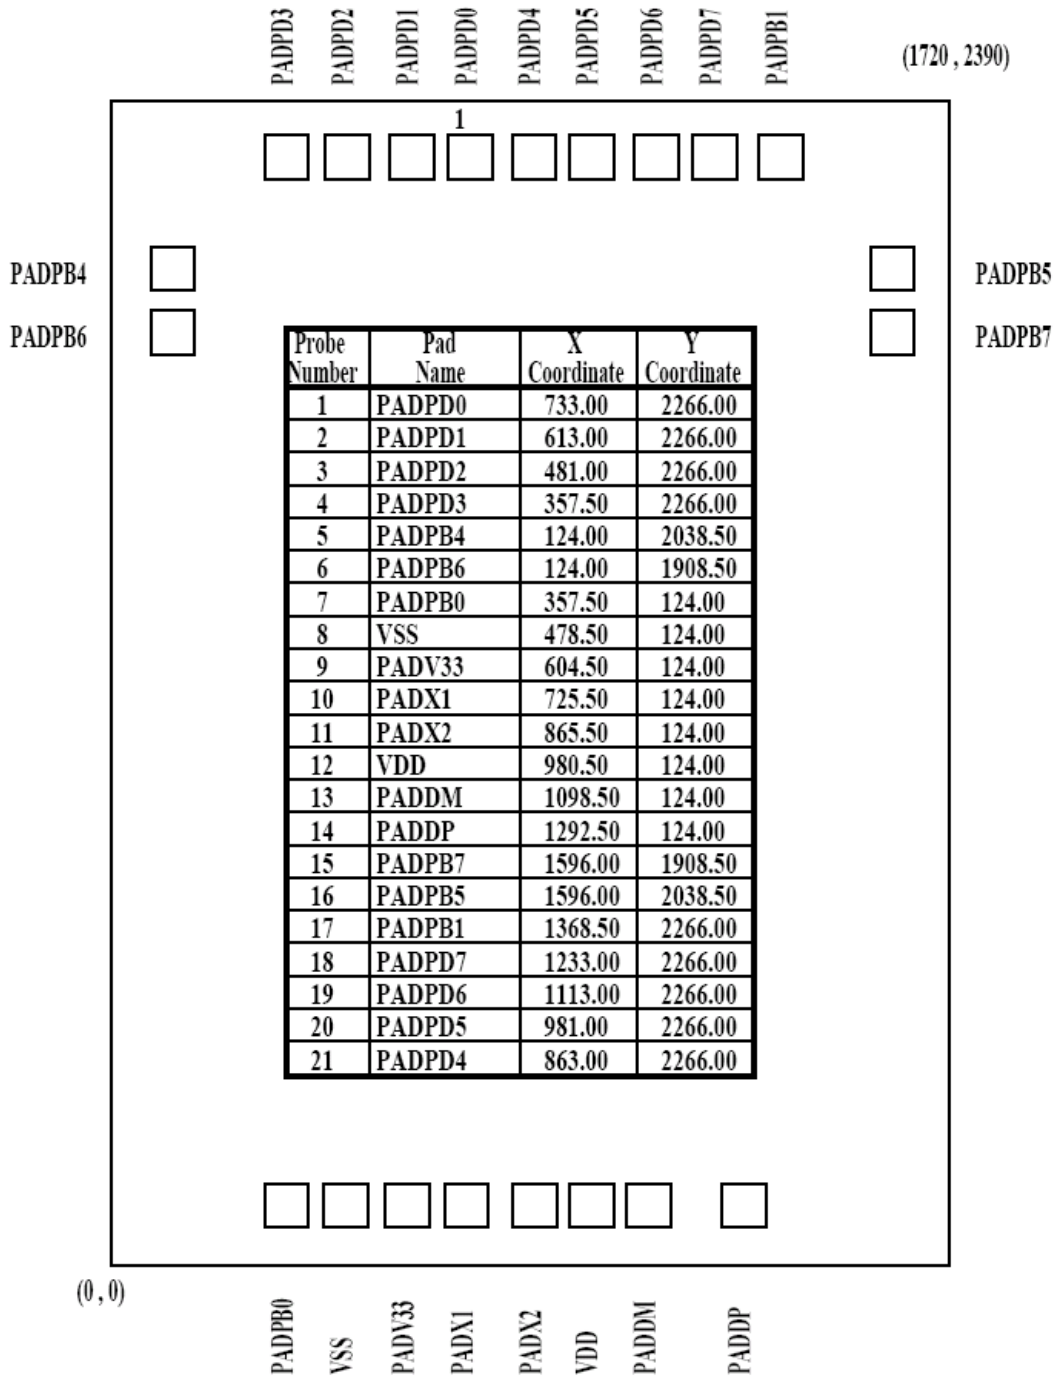 PADPD3 PADPD2 PADPD1 PADPD0 PADPD4 PADPD5 PADPD6 PADPD7 PADPB1
(1720 , 2390)
1
PADPB4 PADPB5
PADPB6 PADPB7
Probe Pad X Y
Number Name Coordinate Coordinate
1 PADPD0 733.00 2266.00
2 PADPD1 613.00 2266.00
3 PADPD2 481.00 2266.00
4 PADPD3 357.50 2266.00
5 PADPB4 124.00 2038.50
6 PADPB6 124.00 1908.50
7 PADPB0 357.50 124.00
8 VSS 478.50 124.00
9 PADV33 604.50 124.00
10 PADX1 725.50 124.00
11 PADX2 865.50 124.00
12 VDD 980.50 124.00
13 PADDM 1098.50 124.00
14 PADDP 1292.50 124.00
15 PADPB7 1596.00 1908.50
16 PADPB5 1596.00 2038.50
17 PADPB1 1368.50 2266.00
18 PADPD7 1233.00 2266.00
19 PADPD6 1113.00 2266.00
20 PADPD5 981.00 2266.00
21 PADPD4 863.00 2266.00
(0 , 0)
PADPB0 VSS PADV33 PADX1 PADX2 VDD PADDM PADDP